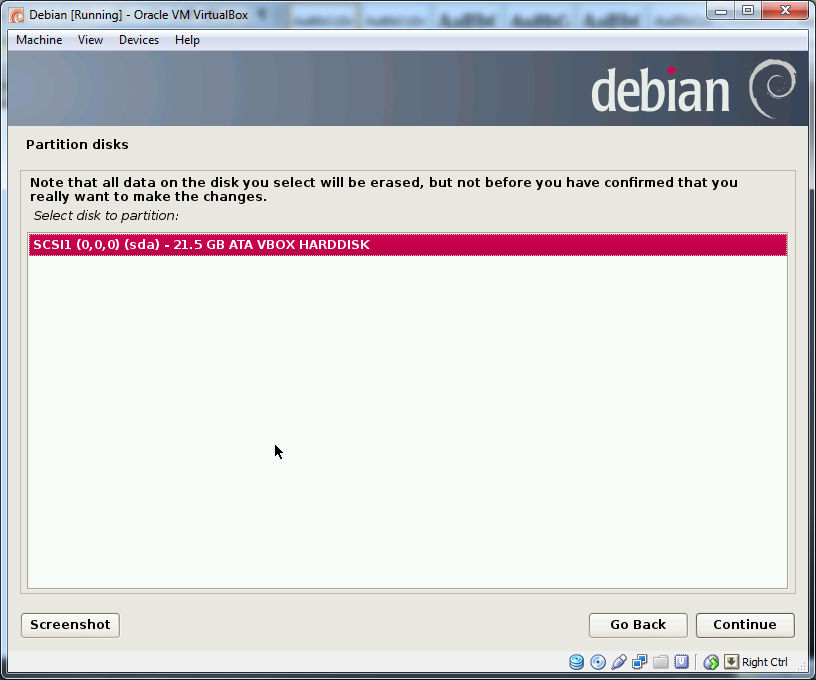 Debian [Running] - Oracle VM VirtualBox
Machine View Devices Help
debian
Partition disks
Note that all data on the disk you select will be erased, but not before you have confirmed that you
really want to make the changes.
Select disk to partition:
SCSI1 (0,0,0) (sda) - 21.5 GB ATA VBOX HARDDISK
Screenshot Go Back Continue
Right Ctrl